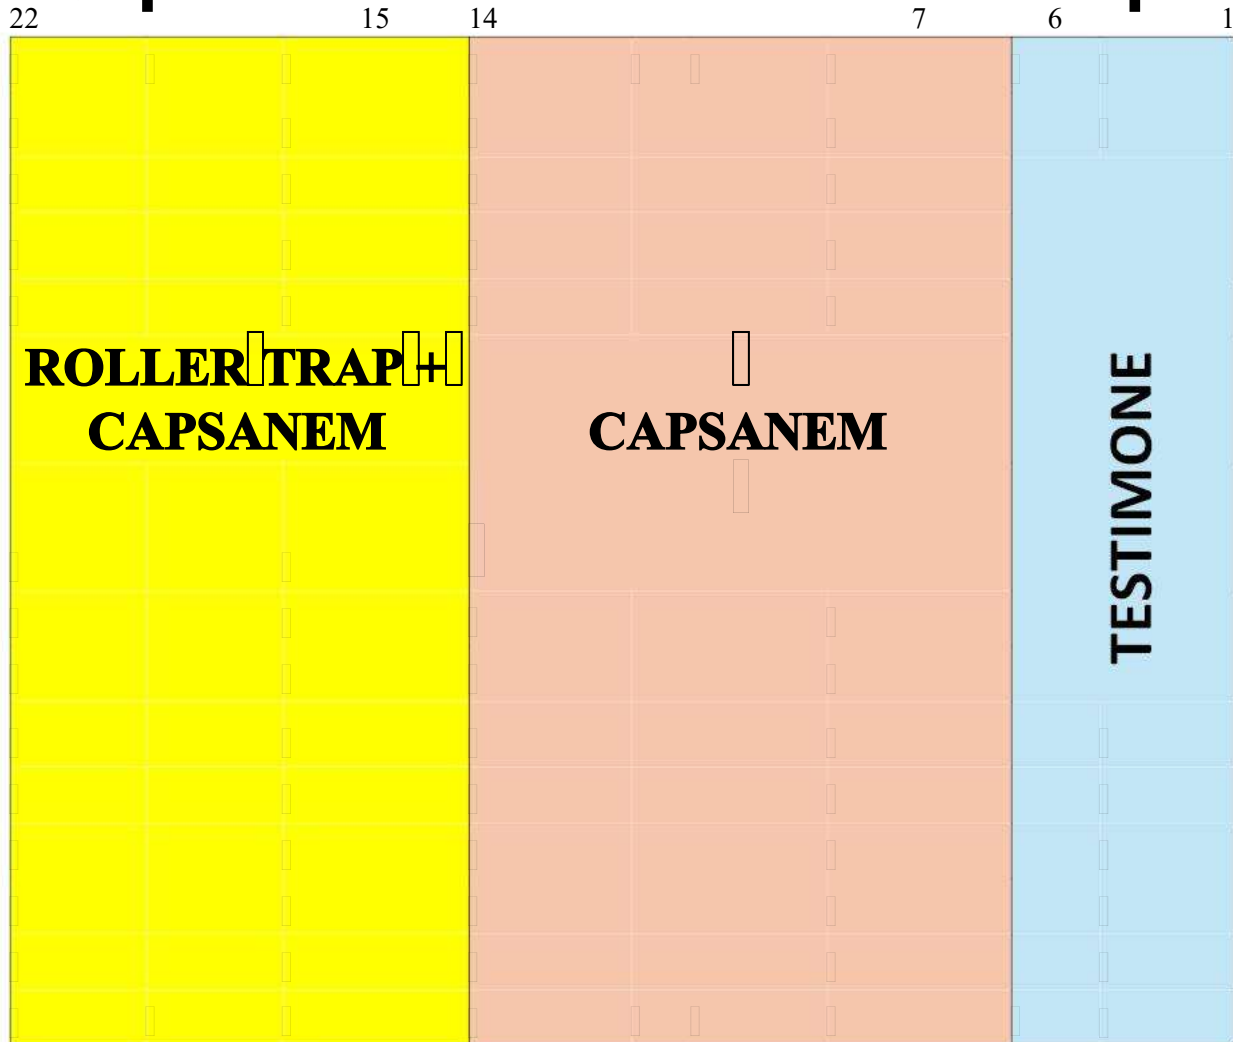 22 15 14 7 6 1
ROLLER TRAP +
CAPSANEM
CAPSANEM
TESTIMONE